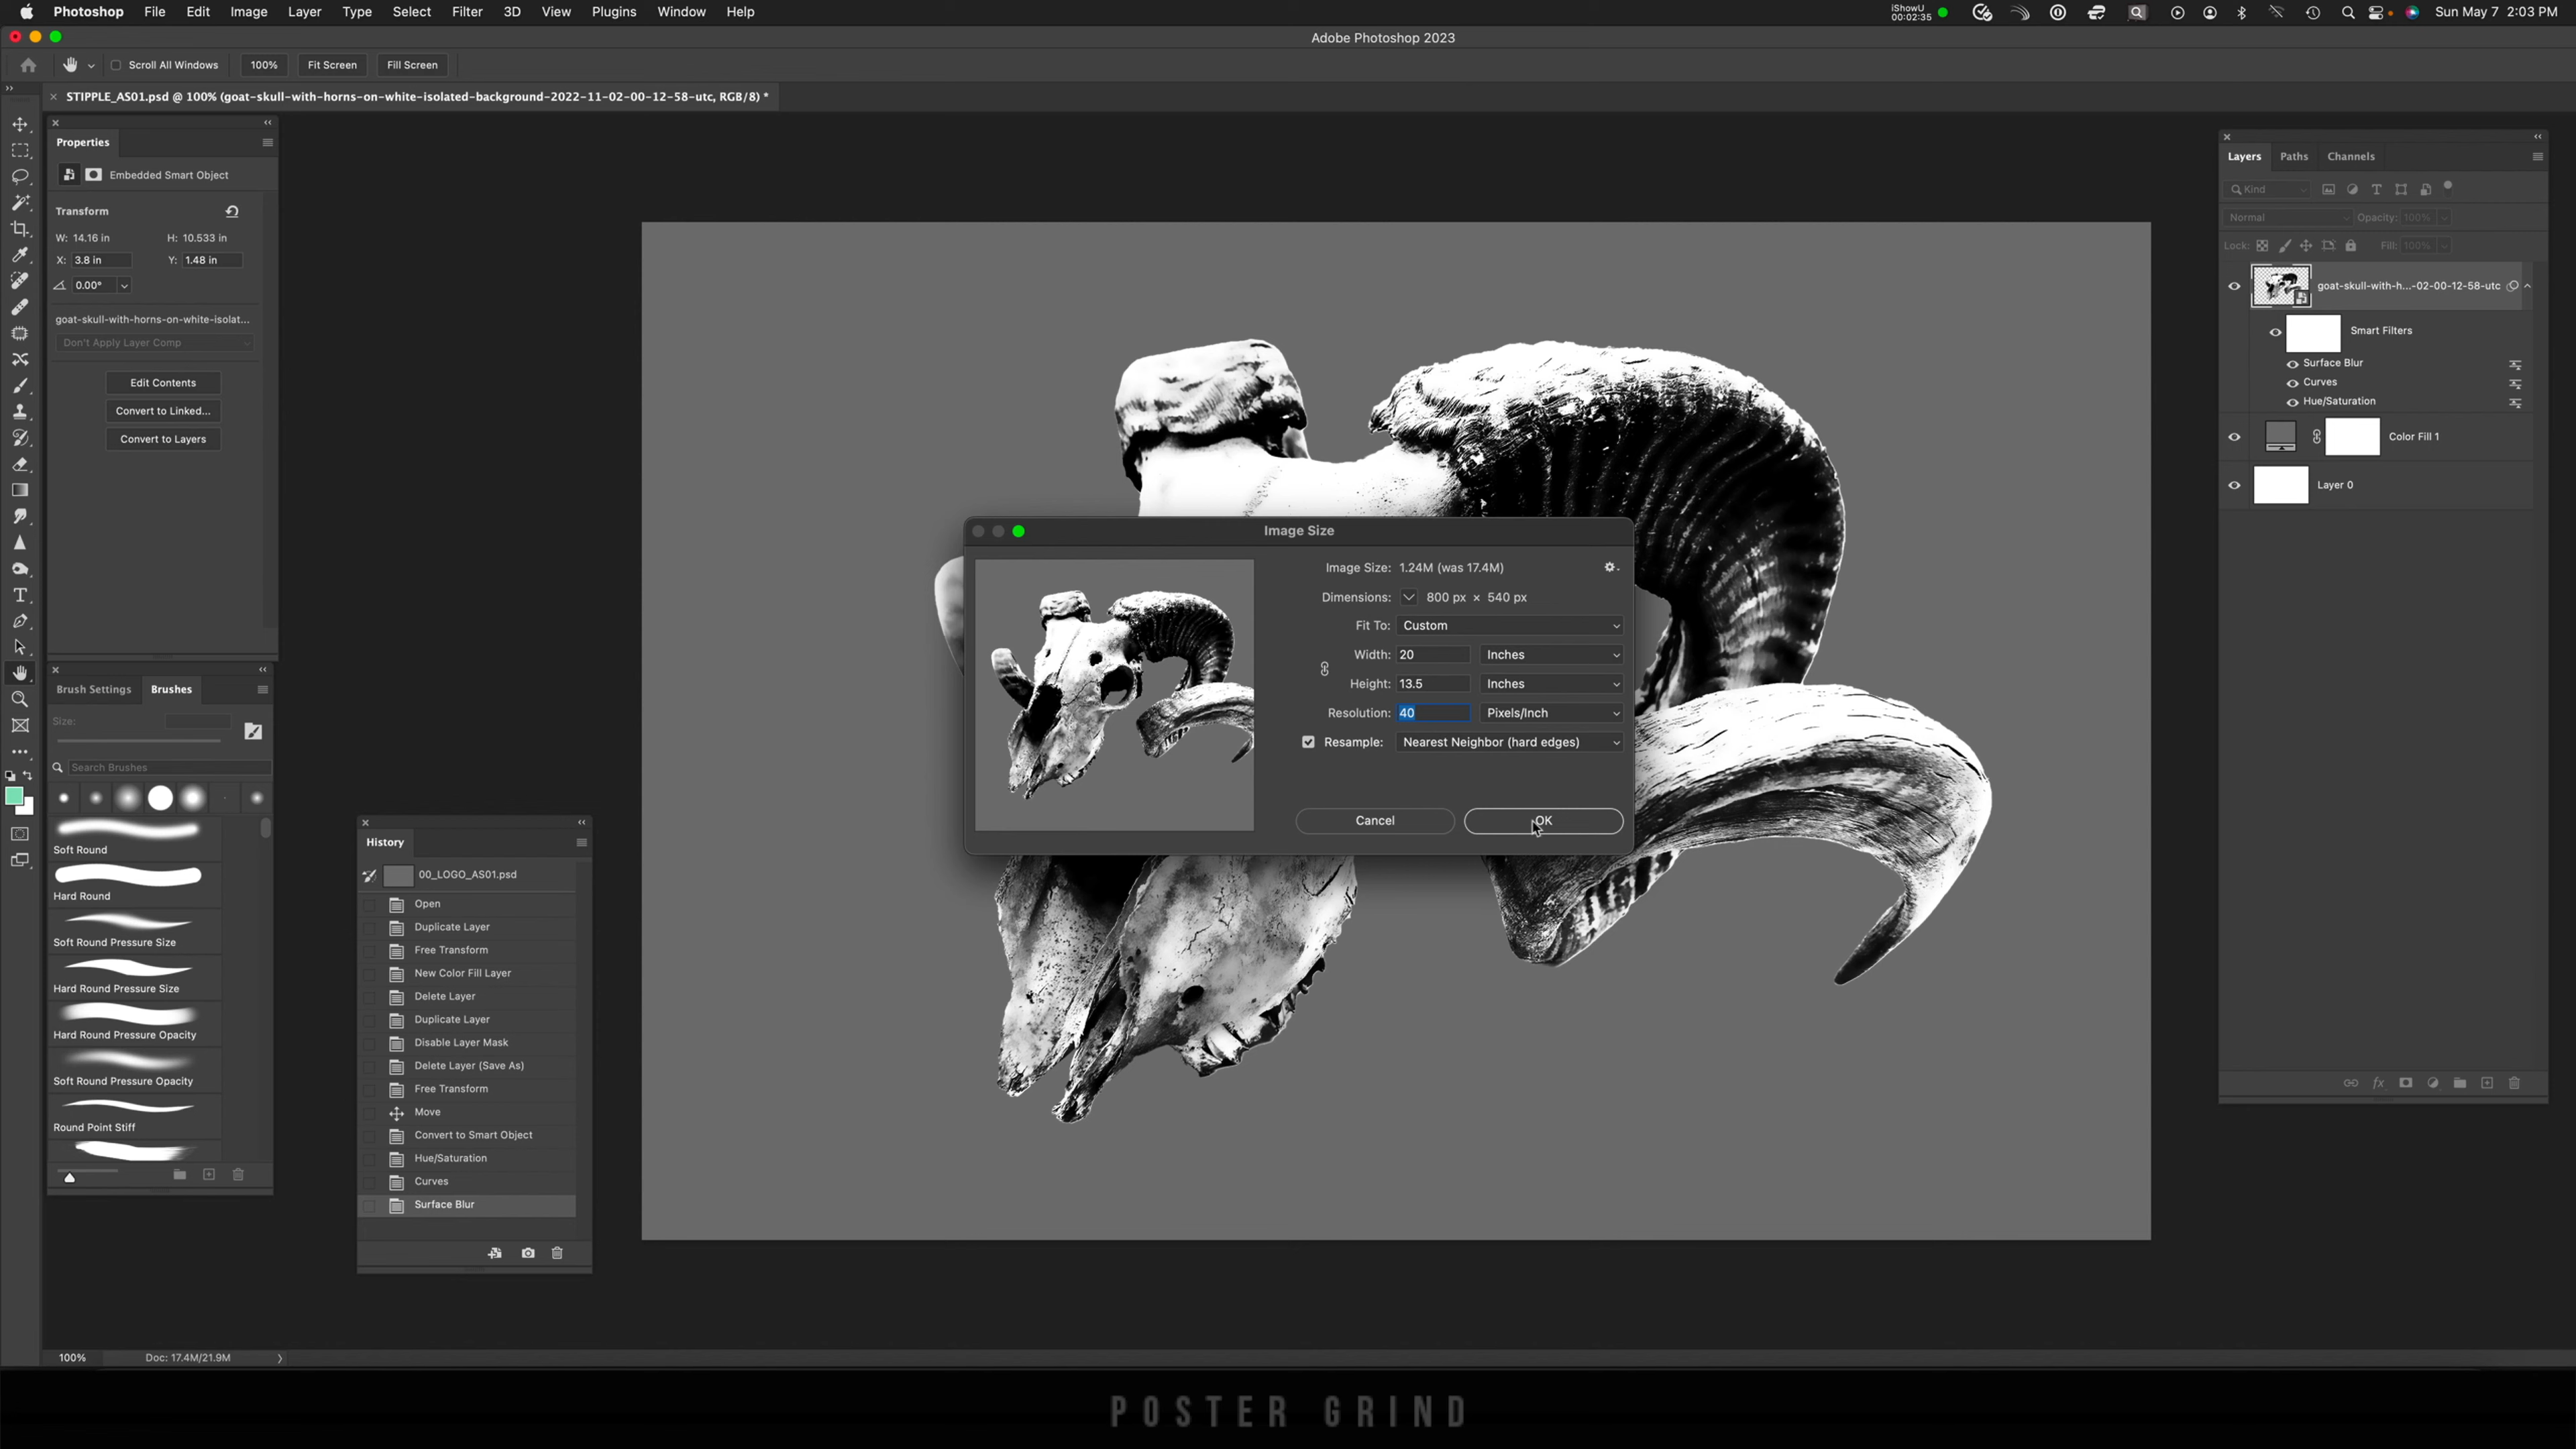 Photoshop File Edit Image Layer Type Select Filter 3D View Plugins Window Help
iShowU
00:02:35
Sun May 7 2:03 PM
Adobe Photoshop 2023
Scroll All Windows 100% Fit Screen Fill Screen
STIPPLE_AS01.psd @ 100% (goat-skull-with-horns-on-white-isolated-background-2022-11-02-00-12-58-utc, RGB/8) *
Properties
Embedded Smart Object
Transform
W: 14.16 in H: 10.533 in
X: 3.8 in Y: 1.48 in
0.00°
goat-skull-with-horns-on-white-isolat...
Don't Apply Layer Comp
Edit Contents
Convert to Linked...
Convert to Layers
Brush Settings Brushes
Size:
Search Brushes
Soft Round
Hard Round
Soft Round Pressure Size
Hard Round Pressure Size
Hard Round Pressure Opacity
Soft Round Pressure Opacity
Round Point Stiff
History
00_LOGO_AS01.psd
Open
Duplicate Layer
Free Transform
New Color Fill Layer
Delete Layer
Duplicate Layer
Disable Layer Mask
Delete Layer (Save As)
Free Transform
Move
Convert to Smart Object
Hue/Saturation
Curves
Surface Blur
Image Size
Image Size: 1.24M (was 17.4M)
Dimensions: 800 px × 540 px
Fit To: Custom
Width: 20 Inches
Height: 13.5 Inches
Resolution: 40 Pixels/Inch
Resample: Nearest Neighbor (hard edges)
Cancel OK
Layers Paths Channels
Kind
Normal Opacity: 100%
Lock: Fill: 100%
goat-skull-with-h...-02-00-12-58-utc
Smart Filters
Surface Blur
Curves
Hue/Saturation
Color Fill 1
Layer 0
fx
100% Doc: 17.4M/21.9M
POSTER GRIND